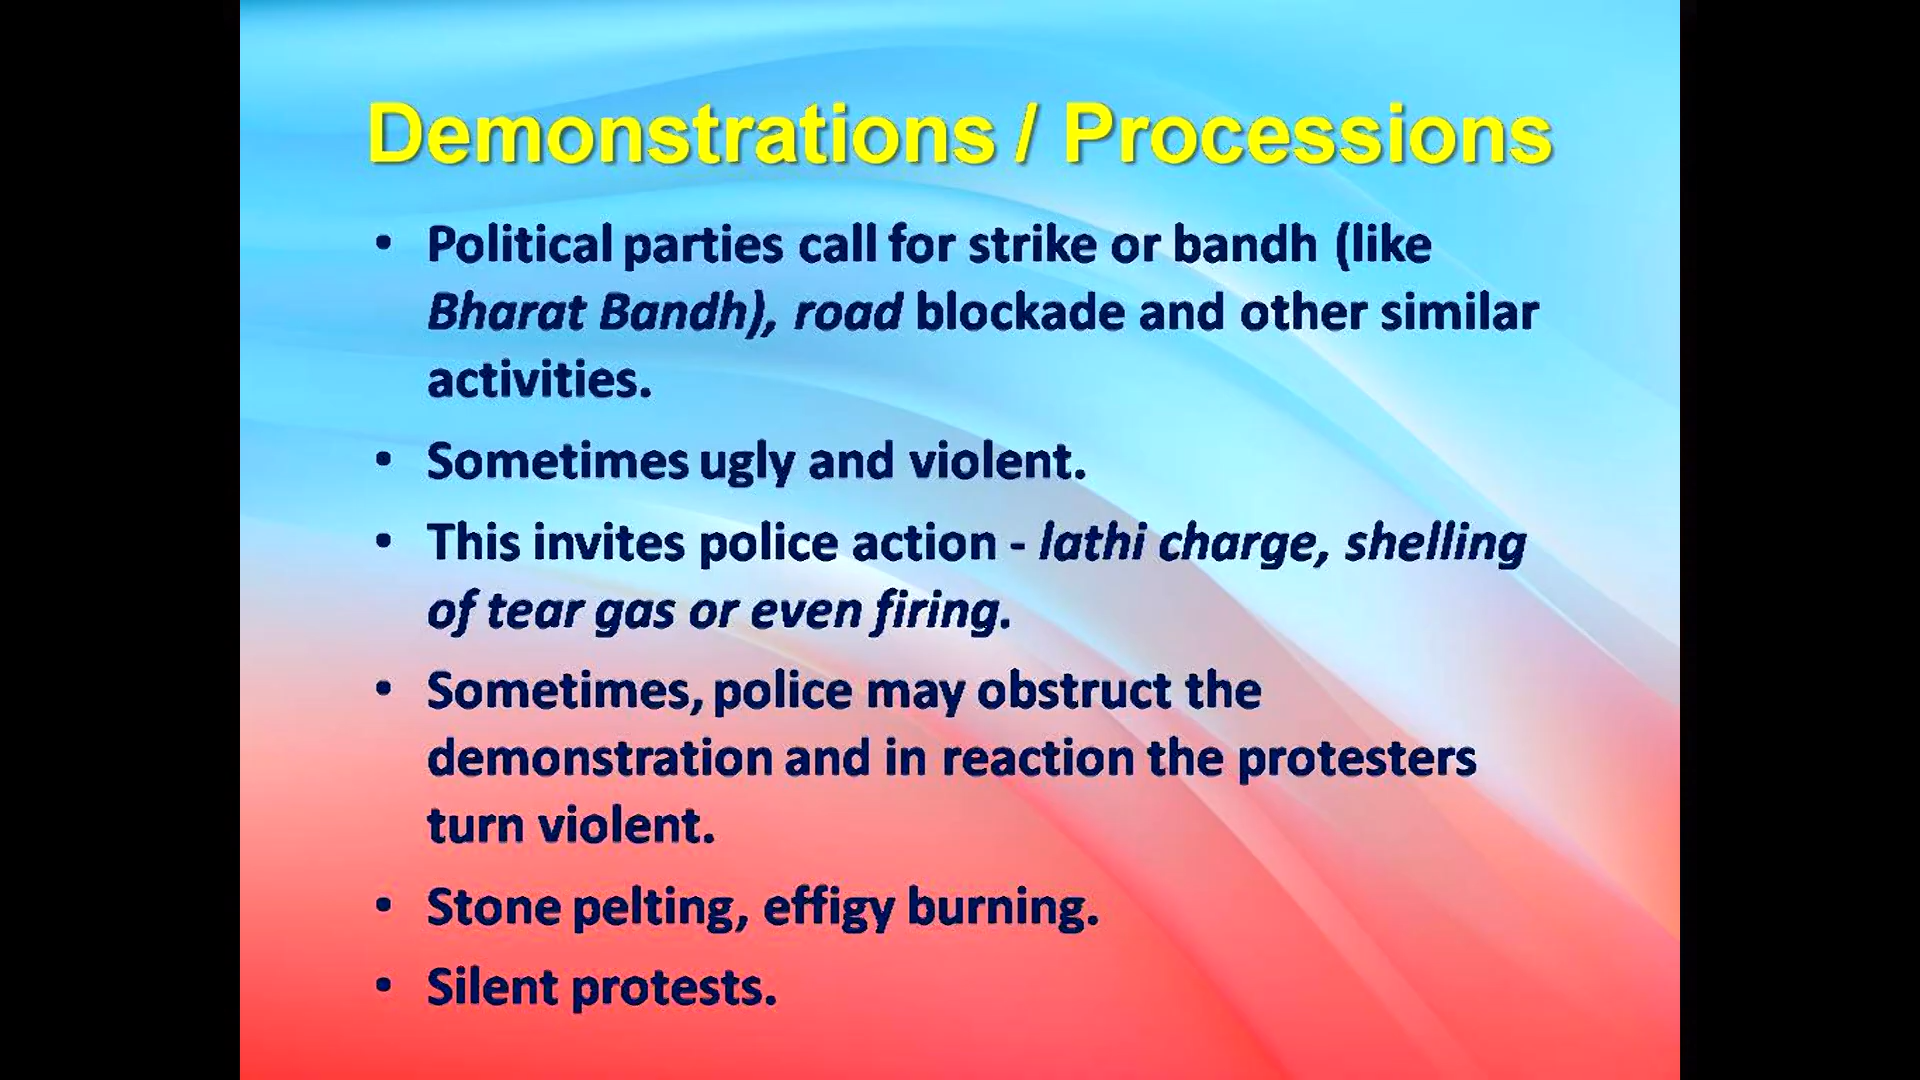 Demonstrations / Processions
• Political parties call for strike or bandh (like
Bharat Bandh), road blockade and other similar
activities.
• Sometimes ugly and violent.
• This invites police action - lathi charge, shelling
of tear gas or even firing.
• Sometimes, police may obstruct the
demonstration and in reaction the protesters
turn violent.
• Stone pelting, effigy burning.
• Silent protests.